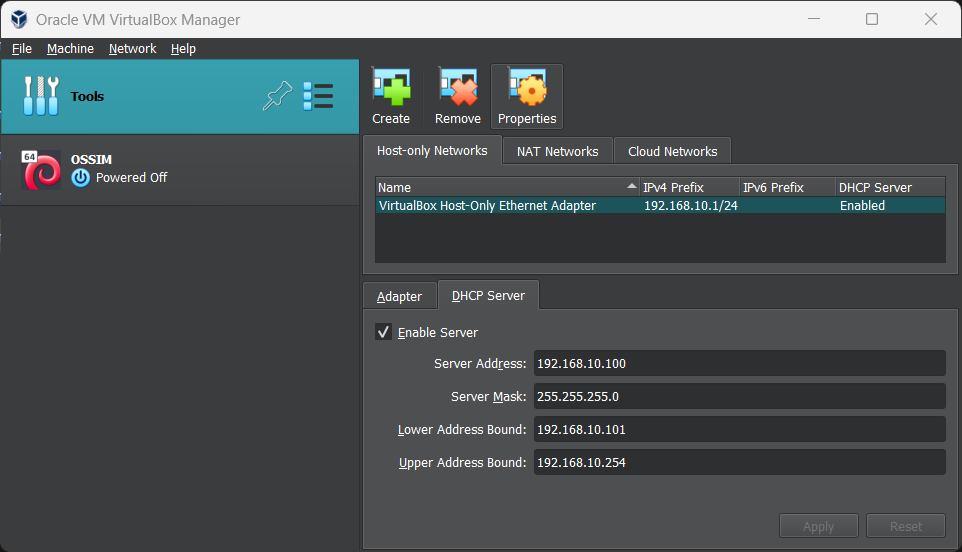 Oracle VM VirtualBox Manager
File Machine Network Help
Tools
64
OSSIM
Powered Off
Create Remove Properties
Host-only Networks NAT Networks Cloud Networks
Name IPv4 Prefix IPv6 Prefix DHCP Server
VirtualBox Host-Only Ethernet Adapter 192.168.10.1/24 Enabled
Adapter DHCP Server
Enable Server
Server Address: 192.168.10.100
Server Mask: 255.255.255.0
Lower Address Bound: 192.168.10.101
Upper Address Bound: 192.168.10.254
Apply Reset